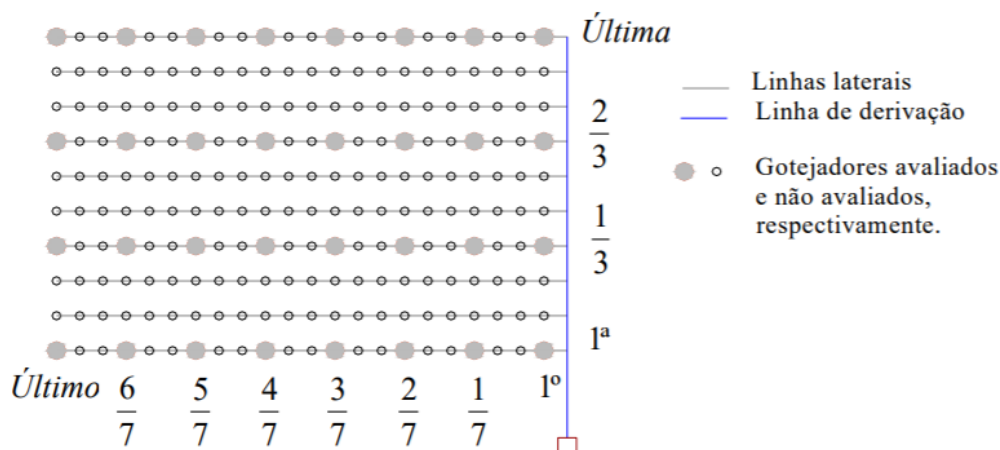 Última
Linhas laterais
Linha de derivação
2
3
Gotejadores avaliados
e não avaliados,
respectivamente.
1
3
1ª
Último 6/7 5/7 4/7 3/7 2/7 1/7 1º